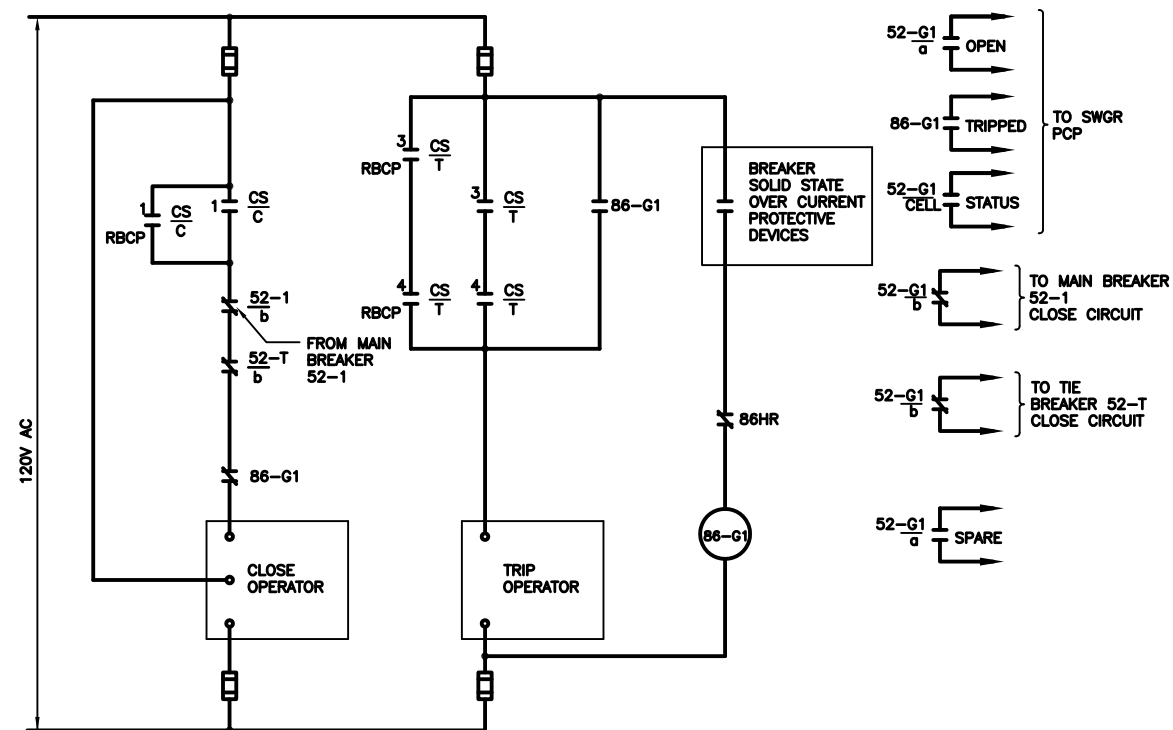 120V AC
1
CS
C
RBCP
1
CS
C
52-1
b
FROM MAIN
BREAKER
52-1
52-T
b
86-G1
CLOSE
OPERATOR
3
CS
T
RBCP
3
CS
T
4
CS
T
RBCP
4
CS
T
86-G1
TRIP
OPERATOR
BREAKER
SOLID STATE
OVER CURRENT
PROTECTIVE
DEVICES
86HR
86-G1
52-G1
a
OPEN
86-G1
TRIPPED
52-G1
CELL
STATUS
TO SWGR
PCP
52-G1
b
TO MAIN BREAKER
52-1
CLOSE CIRCUIT
52-G1
b
TO TIE
BREAKER 52-T
CLOSE CIRCUIT
52-G1
a
SPARE